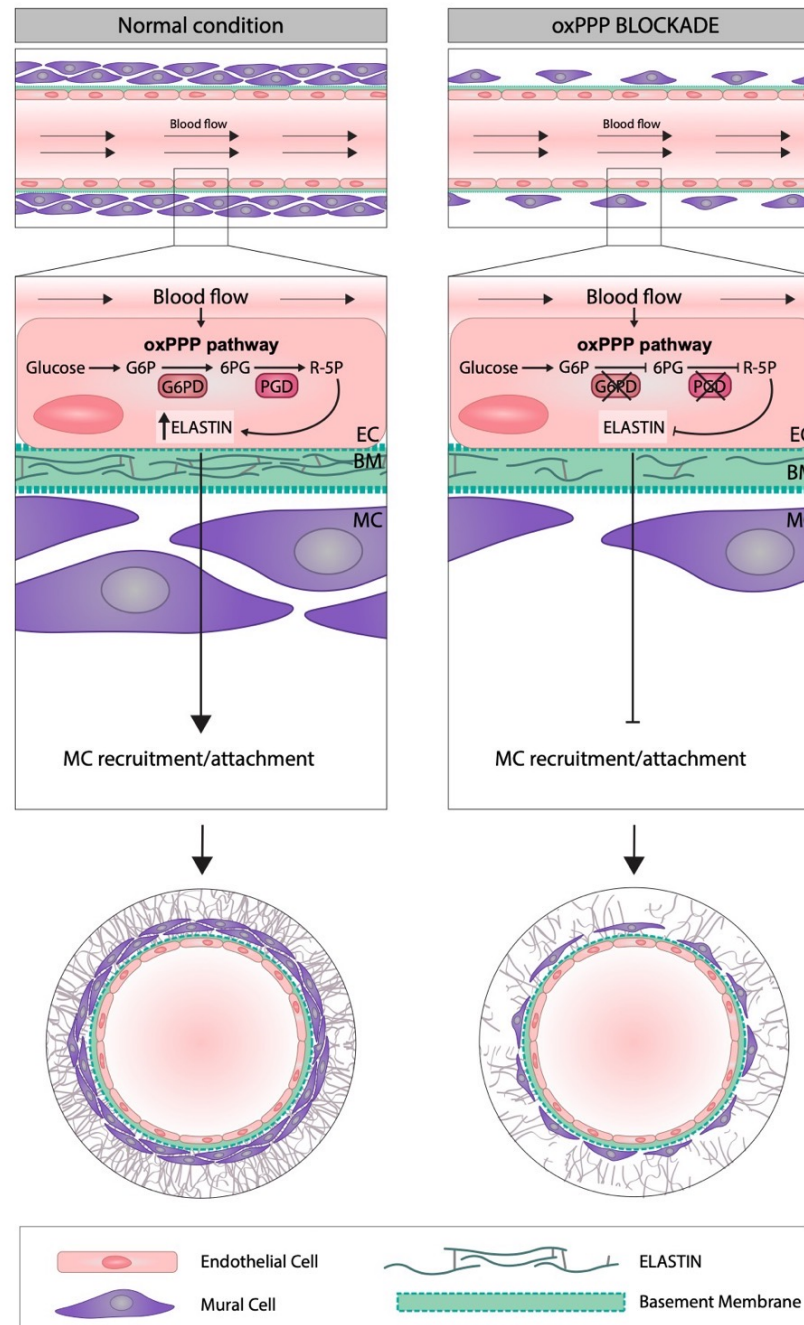 Normal condition
Blood flow
Blood flow
oxPPP pathway
Glucose G6P 6PG R-5P
G6PD PGD
ELASTIN
EC
BM
MC
MC recruitment/attachment
oxPPP BLOCKADE
Blood flow
Blood flow
oxPPP pathway
Glucose G6P 6PG R-5P
G6PD PGD
ELASTIN
MC recruitment/attachment
Endothelial Cell
ELASTIN
Mural Cell
Basement Membrane